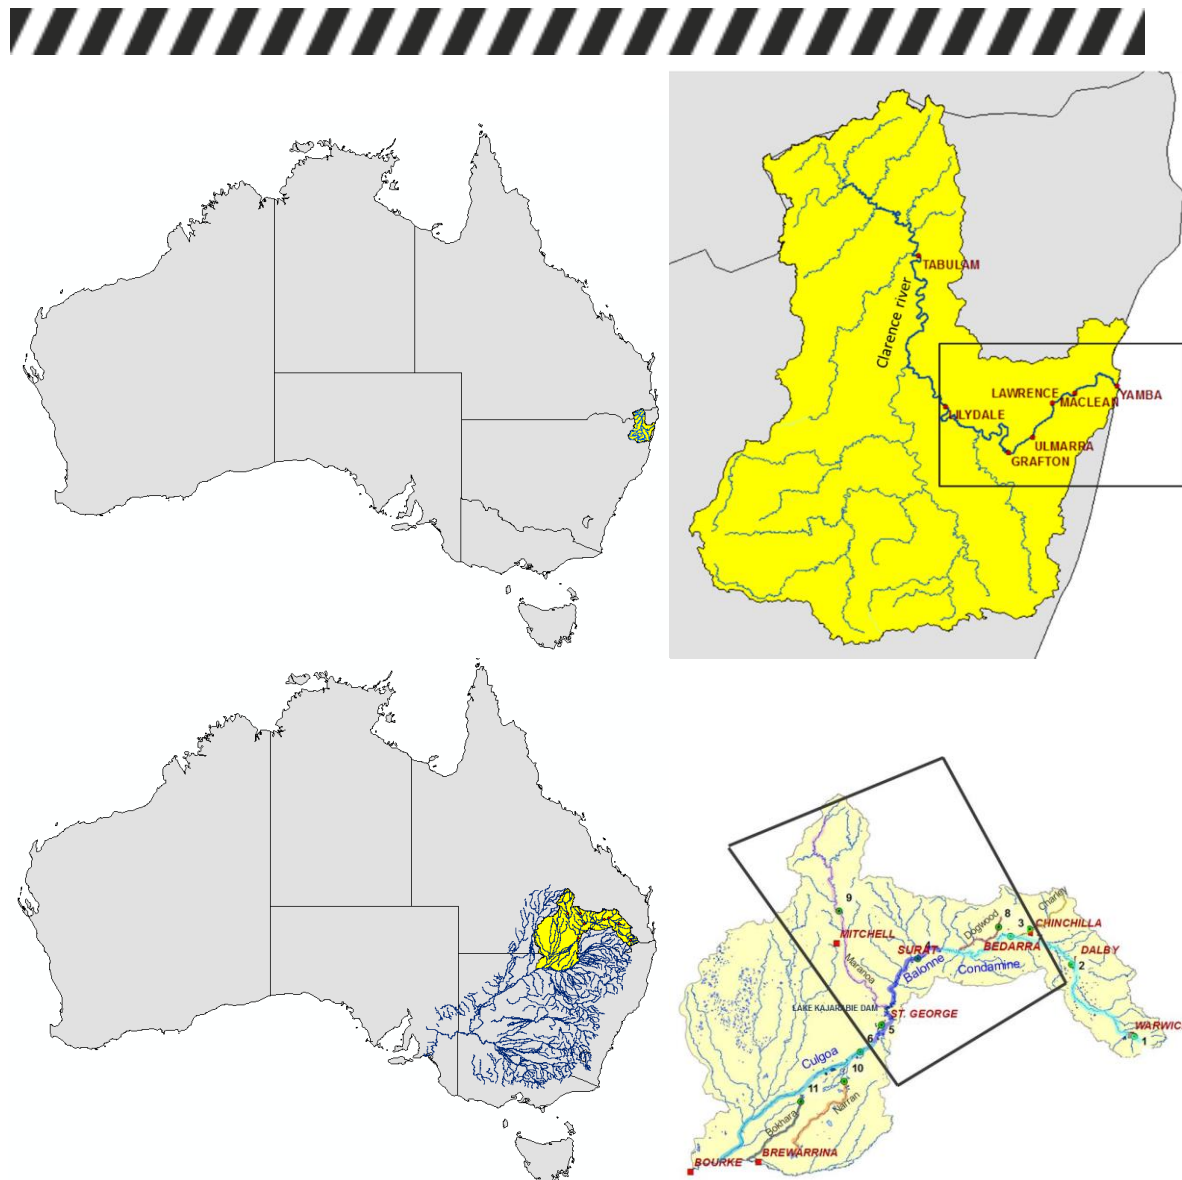 TABULAM
Clarence river
LAWRENCE
MACLEAN
YAMBA
LILYDALE
ULMARRA
GRAFTON
9
8
Charley
Dogwood
3
CHINCHILLA
MITCHELL
4
SURAT
BEDARRA
DALBY
Maranoa
Balonne
Condamine
2
LAKE KAJARABIE DAM
ST. GEORGE
5
WARWIC
1
6
Culgoa
10
11
Narran
Bokhara
BREWARRINA
BOURKE